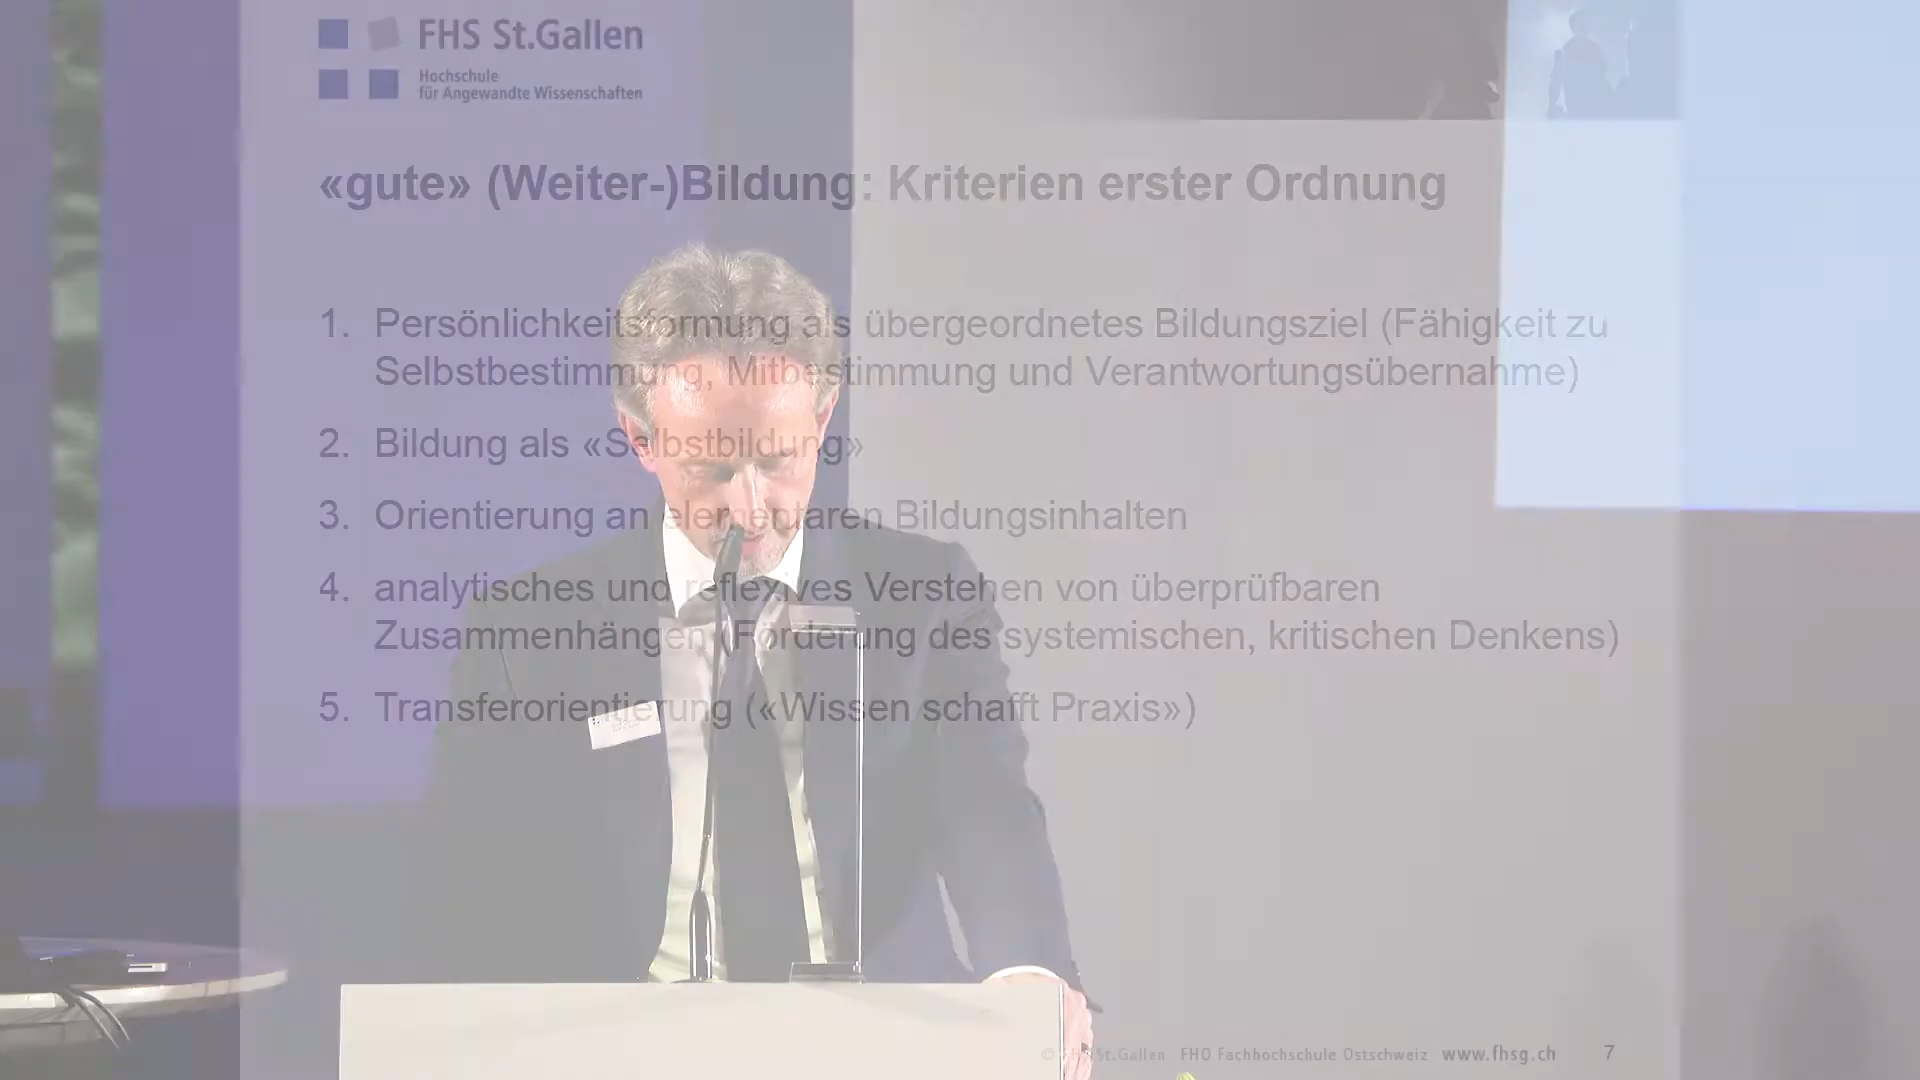 FHS St.Gallen
Hochschule
für Angewandte Wissenschaften
«gute» (Weiter-)Bildung: Kriterien erster Ordnung
1. Persönlichkeitsformung als übergeordnetes Bildungsziel (Fähigkeit zu
Selbstbestimmung, Mitbestimmung und Verantwortungsübernahme)
2. Bildung als «Selbstbildung»
3. Orientierung an elementaren Bildungsinhalten
4. analytisches und reflexives Verstehen von überprüfbaren
Zusammenhängen (Förderung des systemischen, kritischen Denkens)
5. Transferorientierung («Wissen schafft Praxis»)
© FHS St.Gallen FHO Fachhochschule Ostschweiz www.fhsg.ch 7